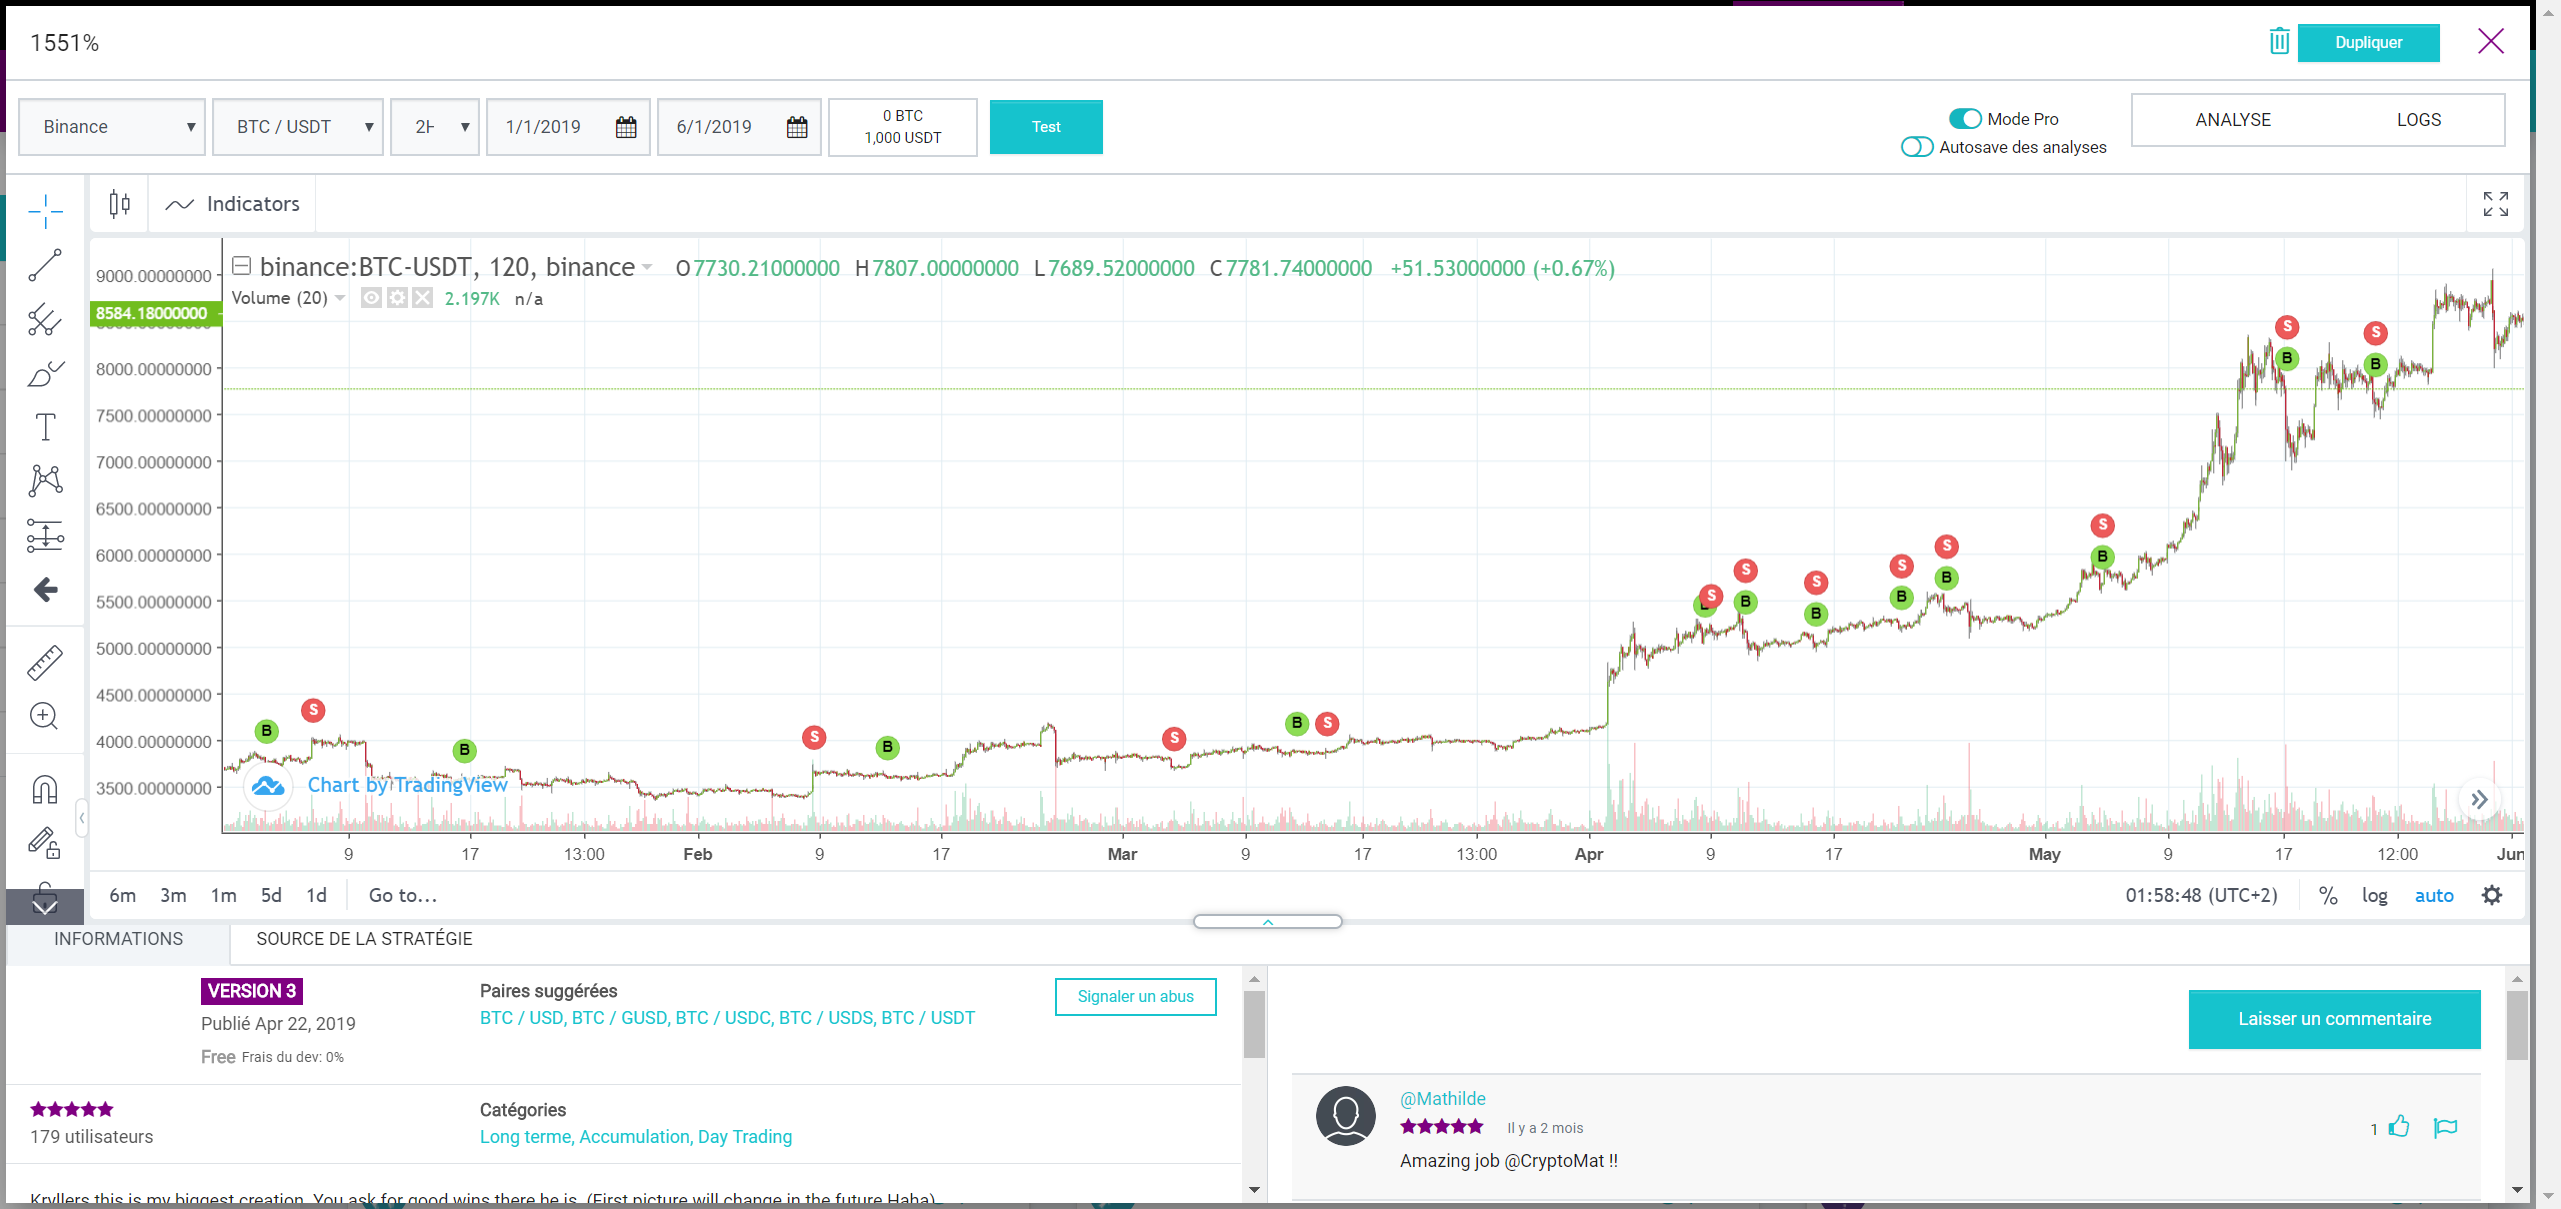 1551%
Dupliquer
Binance
BTC / USDT
2H
1/1/2019
6/1/2019
0 BTC
1,000 USDT
Test
Mode Pro
Autosave des analyses
ANALYSE
LOGS
Indicators
binance:BTC-USDT, 120, binance O7730.21000000 H7807.00000000 L7689.52000000 C7781.74000000 +51.53000000 (+0.67%)
Volume (20) 2.197K n/a
9000.00000000
8584.18000000
8000.00000000
7500.00000000
7000.00000000
6500.00000000
6000.00000000
5500.00000000
5000.00000000
4500.00000000
4000.00000000
3500.00000000
B S B S B S B S S B S S B S B S B S B S B S B
Chart by TradingView
9 17 13:00 Feb 9 17 Mar 9 17 13:00 Apr 9 17 May 9 17 12:00 Jun
6m 3m 1m 5d 1d Go to...
01:58:48 (UTC+2) % log auto
INFORMATIONS
SOURCE DE LA STRATÉGIE
VERSION 3
Publié Apr 22, 2019
Free Frais du dev: 0%
Paires suggérées
BTC / USD, BTC / GUSD, BTC / USDC, BTC / USDS, BTC / USDT
Signaler un abus
179 utilisateurs
Catégories
Long terme, Accumulation, Day Trading
Kryllers this is my biggest creation. You ask for good wins there he is. (First picture will change in the future Haha)
Laisser un commentaire
@Mathilde
Il y a 2 mois
1
Amazing job @CryptoMat !!